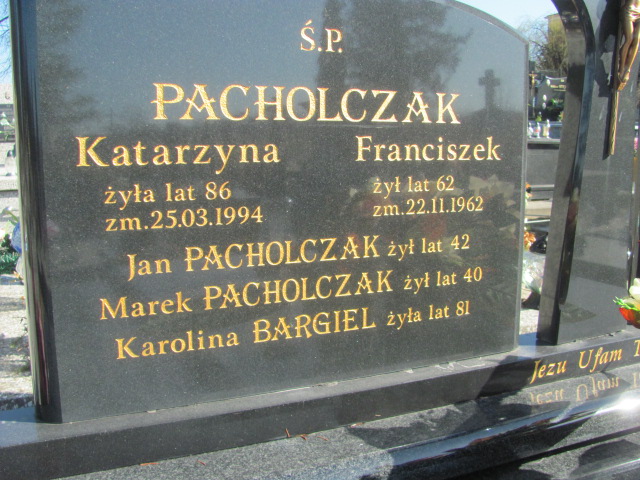 Ś.P.
PACHOLCZAK
Katarzyna
żyła lat 86
zm.25.03.1994
Franciszek
żył lat 62
zm.22.11.1962
Jan PACHOLCZAK żył lat 42
Marek PACHOLCZAK żył lat 40
Karolina BARGIEL żyła lat 81
Jezu Ufam